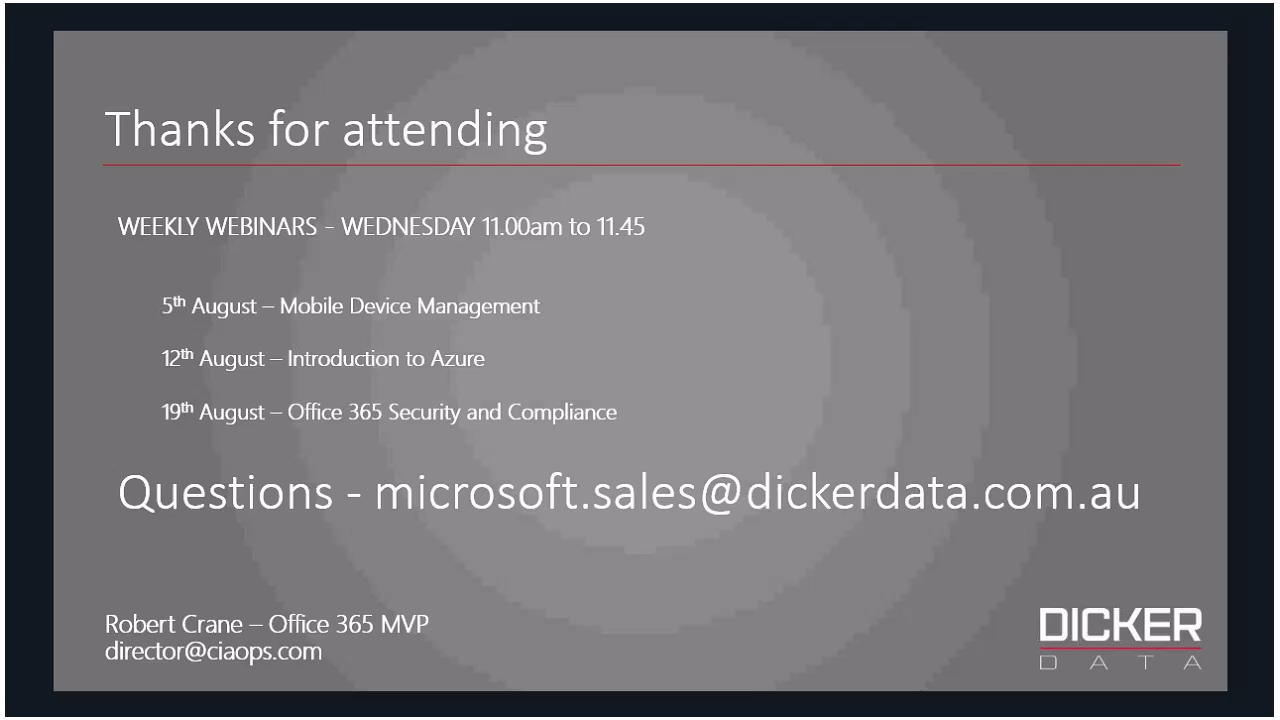 Thanks for attending
WEEKLY WEBINARS - WEDNESDAY 11.00am to 11.45
5th August – Mobile Device Management
12th August – Introduction to Azure
19th August – Office 365 Security and Compliance
Questions - microsoft.sales@dickerdata.com.au
Robert Crane – Office 365 MVP
director@ciaops.com
DICKER
DATA